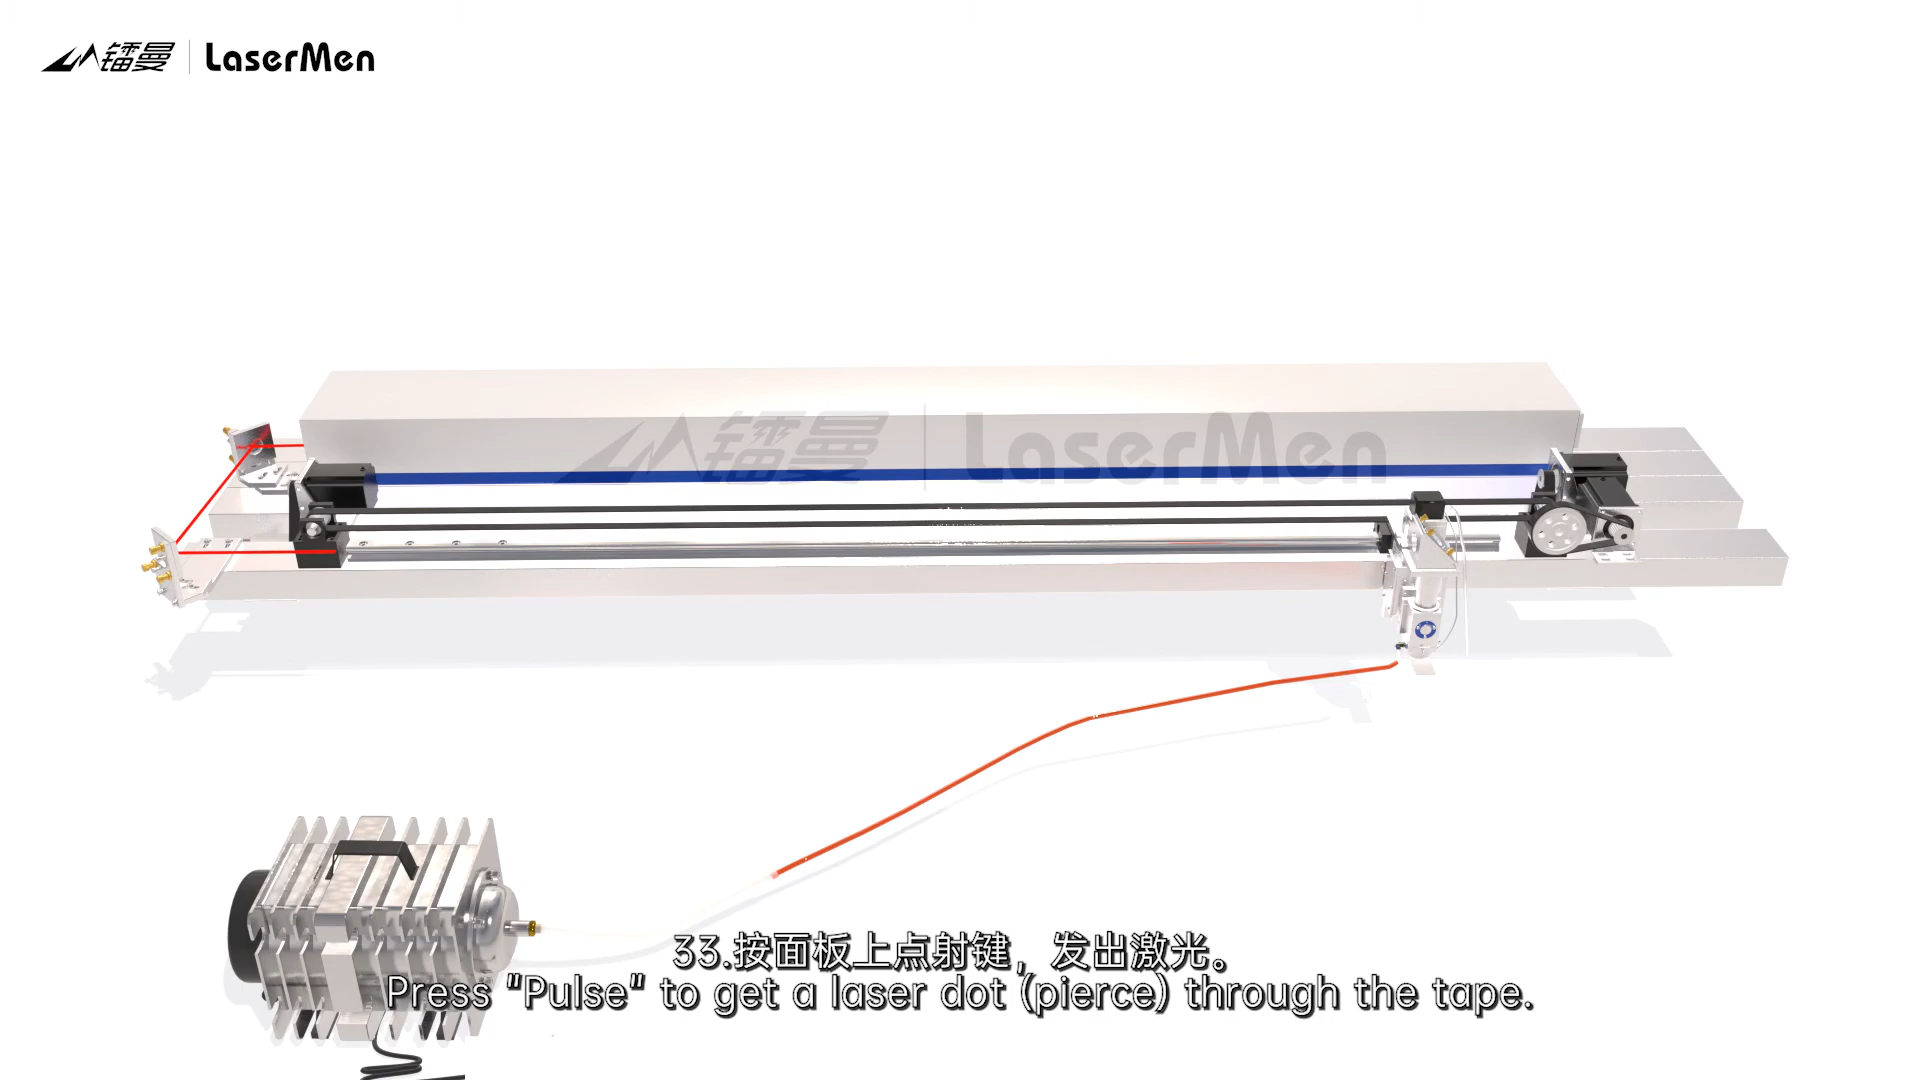 镭曼 LaserMen
镭曼 LaserMen
33.按面板上点射键，发出激光。
Press "Pulse" to get a laser dot (pierce) through the tape.